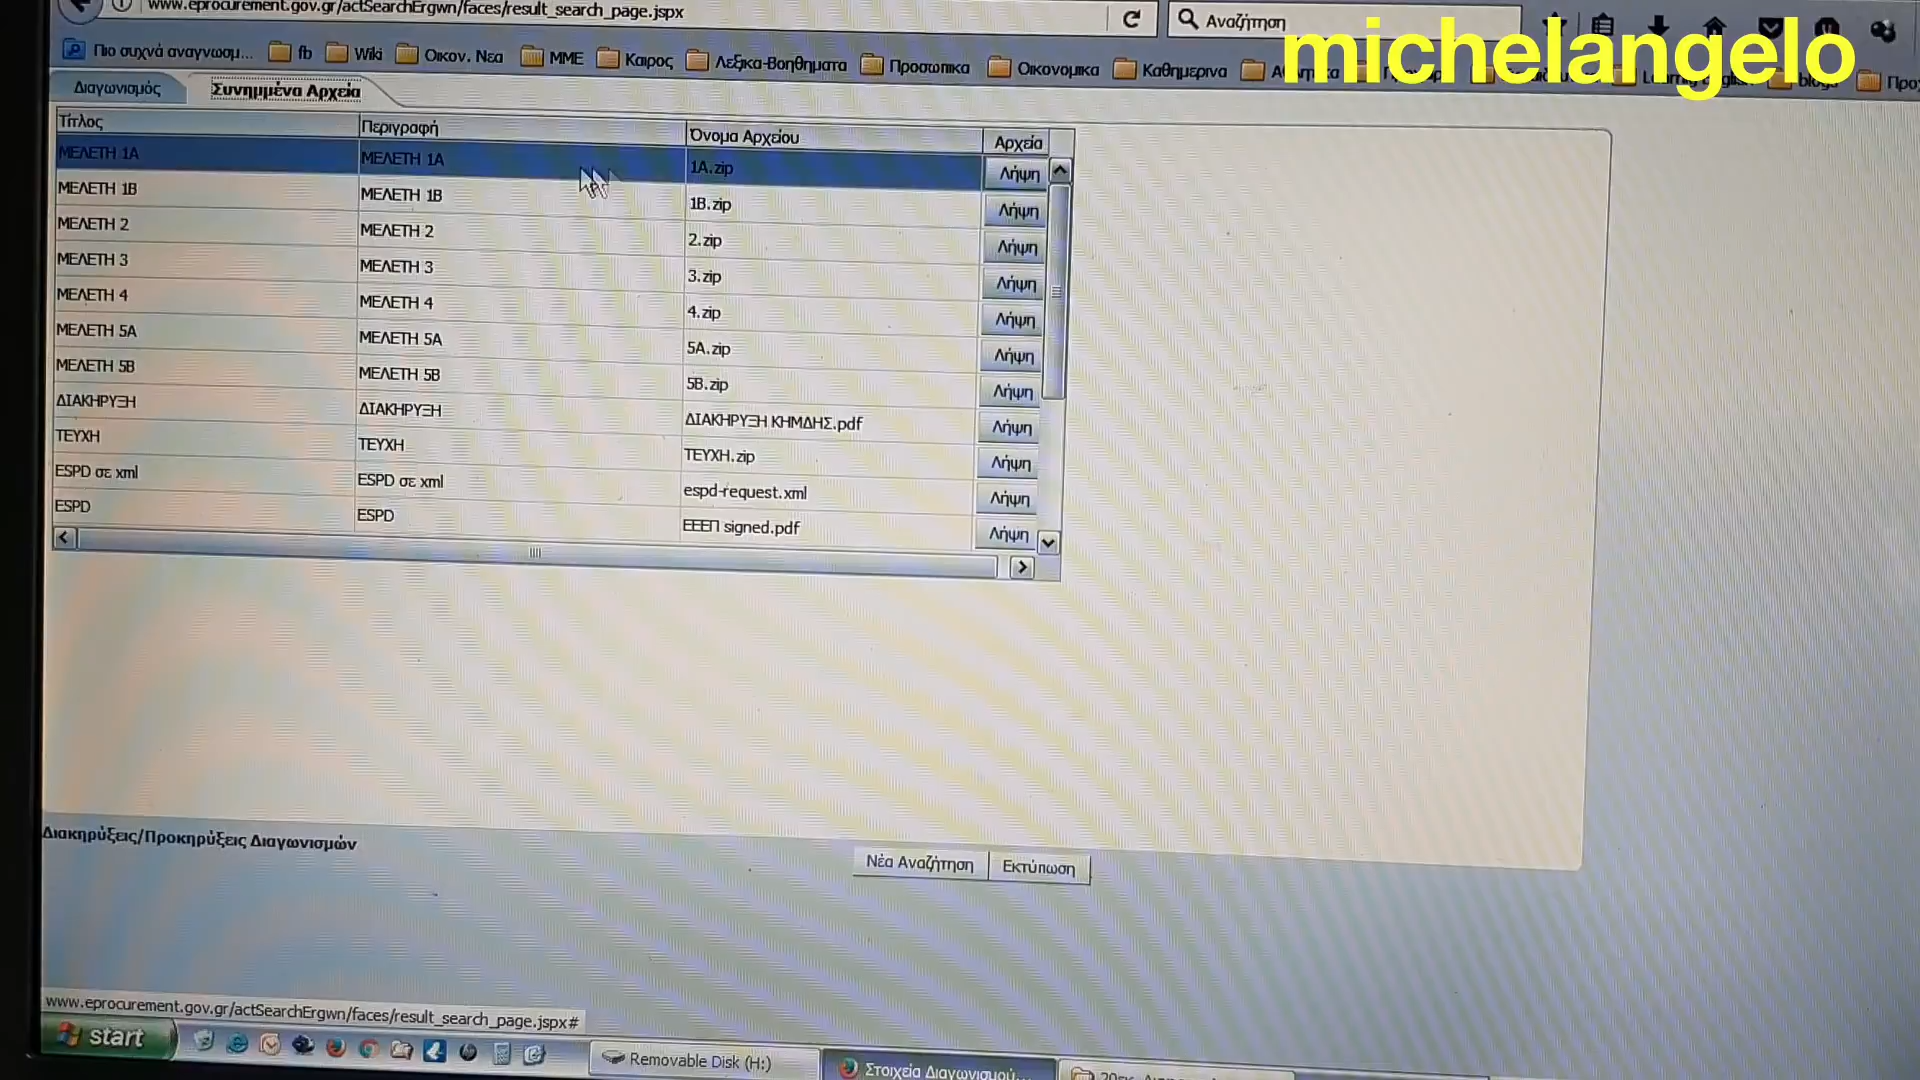 www.eprocurement.gov.gr/actSearchErgwn/faces/result_search_page.jspx
Αναζήτηση
michelangelo
Πιο συχνά αναγνωσμ... fb Wiki Οικον. Νεα ΜΜΕ Καιρος Λεξικα-Βοηθηματα Προσωπικα Οικονομικα Καθημερινα
Διαγωνισμός Συνημμένα Αρχεία
Τίτλος Περιγραφή Όνομα Αρχείου Αρχεία
ΜΕΛΕΤΗ 1Α ΜΕΛΕΤΗ 1Α 1A.zip Λήψη
ΜΕΛΕΤΗ 1Β ΜΕΛΕΤΗ 1Β 1B.zip Λήψη
ΜΕΛΕΤΗ 2 ΜΕΛΕΤΗ 2 2.zip Λήψη
ΜΕΛΕΤΗ 3 ΜΕΛΕΤΗ 3 3.zip Λήψη
ΜΕΛΕΤΗ 4 ΜΕΛΕΤΗ 4 4.zip Λήψη
ΜΕΛΕΤΗ 5Α ΜΕΛΕΤΗ 5Α 5A.zip Λήψη
ΜΕΛΕΤΗ 5Β ΜΕΛΕΤΗ 5Β 5B.zip Λήψη
ΔΙΑΚΗΡΥΞΗ ΔΙΑΚΗΡΥΞΗ ΔΙΑΚΗΡΥΞΗ ΚΗΜΔΗΣ.pdf Λήψη
ΤΕΥΧΗ ΤΕΥΧΗ ΤΕΥΧΗ.zip Λήψη
ESPD σε xml ESPD σε xml espd-request.xml Λήψη
ESPD ESPD ΕΕΕΠ signed.pdf Λήψη
Διακηρύξεις/Προκηρύξεις Διαγωνισμών
Νέα Αναζήτηση Εκτύπωση
www.eprocurement.gov.gr/actSearchErgwn/faces/result_search_page.jspx#
start Removable Disk (H:) Στοιχεία Διαγωνισμού...